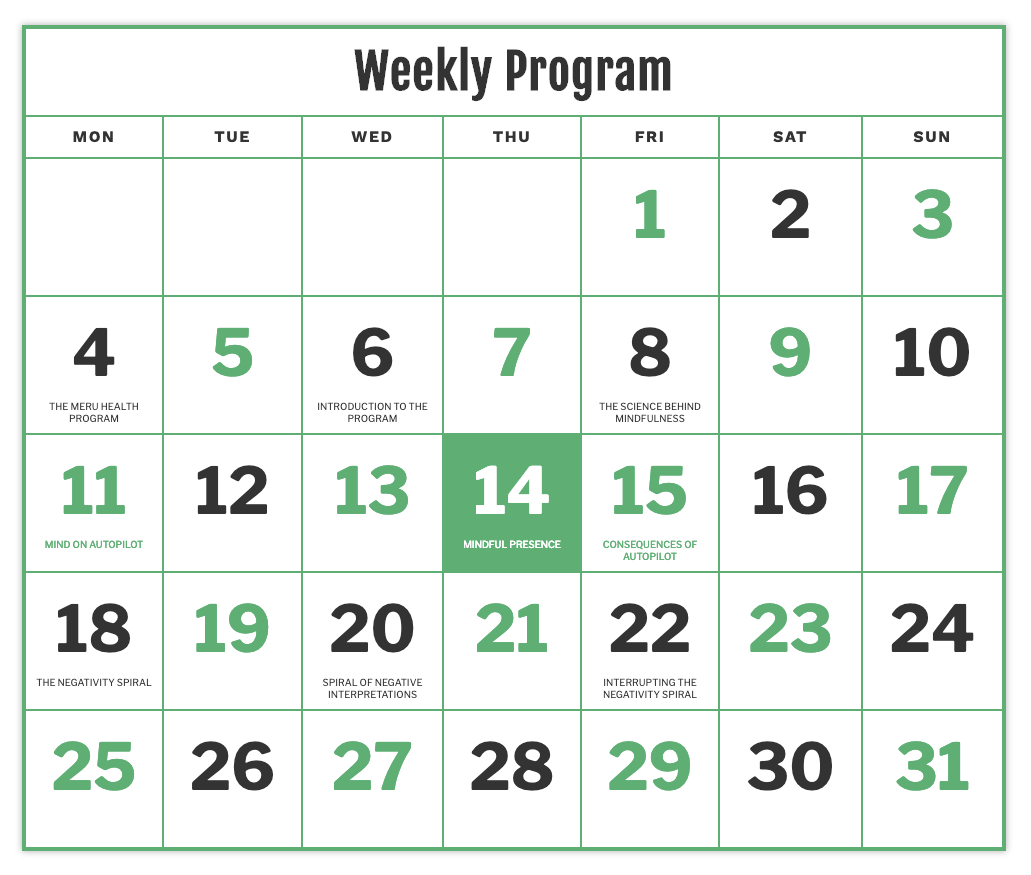 Weekly Program
MON TUE WED THU FRI SAT SUN
1 2 3
4 5 6 7 8 9 10
THE MERU HEALTH
PROGRAM
INTRODUCTION TO THE
PROGRAM
THE SCIENCE BEHIND
MINDFULNESS
11 12 13 14 15 16 17
MIND ON AUTOPILOT
MINDFUL PRESENCE
CONSEQUENCES OF
AUTOPILOT
18 19 20 21 22 23 24
THE NEGATIVITY SPIRAL
SPIRAL OF NEGATIVE
INTERPRETATIONS
INTERRUPTING THE
NEGATIVITY SPIRAL
25 26 27 28 29 30 31